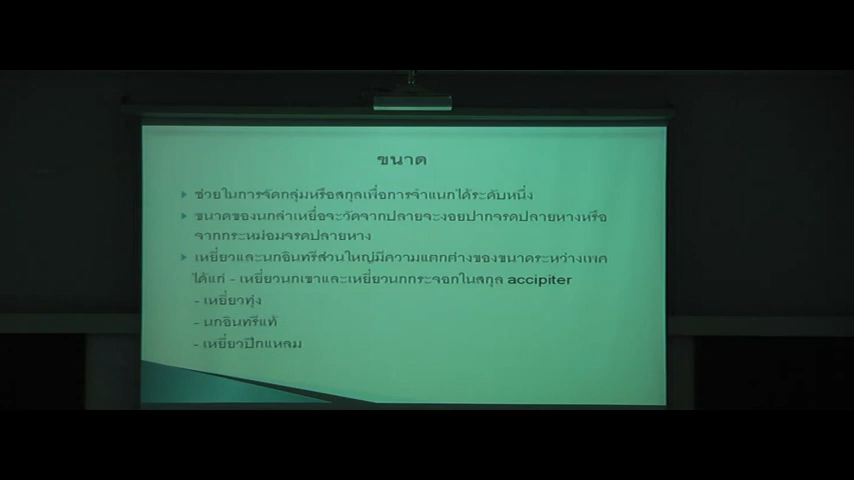 ขนาด
ช่วยในการจัดกลุ่มหรือสกุลเพื่อการจำแนกได้ระดับหนึ่ง
ขนาดของนกล่าเหยื่อจะวัดจากปลายจะงอยปากจรดปลายหางหรือ
จากกระหม่อมจรดปลายหาง
เหยี่ยวและนกอินทรีส่วนใหญ่มีความแตกต่างของขนาดระหว่างเพศ
ได้แก่ - เหยี่ยวนกเขาและเหยี่ยวนกกระจอกในสกุล accipiter
- เหยี่ยวทุ่ง
- นกอินทรีแท้
- เหยี่ยวปีกแหลม